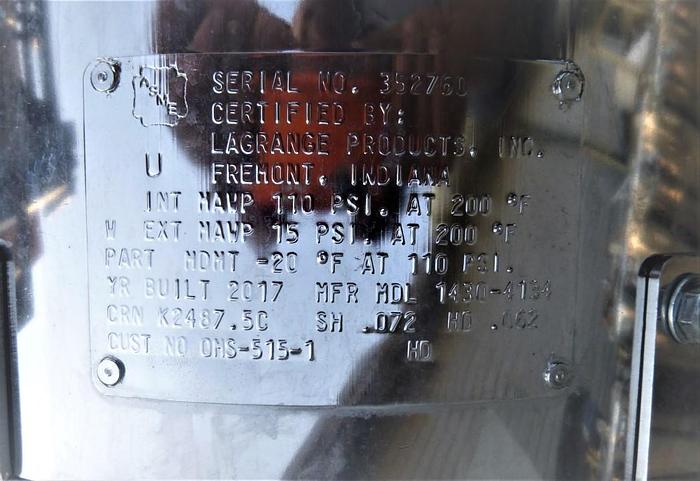 ASME
SERIAL NO. 352760
CERTIFIED BY:
LAGRANGE PRODUCTS, INC.
U
FREMONT, INDIANA
INT MAWP 110 PSI. AT 200 °F
W EXT MAWP 15 PSI. AT 200 °F
PART MDMT -20 °F AT 110 PSI.
YR BUILT 2017 MFR MDL 1430-4134
CRN K2487.5C SH .072 HD .062
CUST NO OHS-515-1 HD